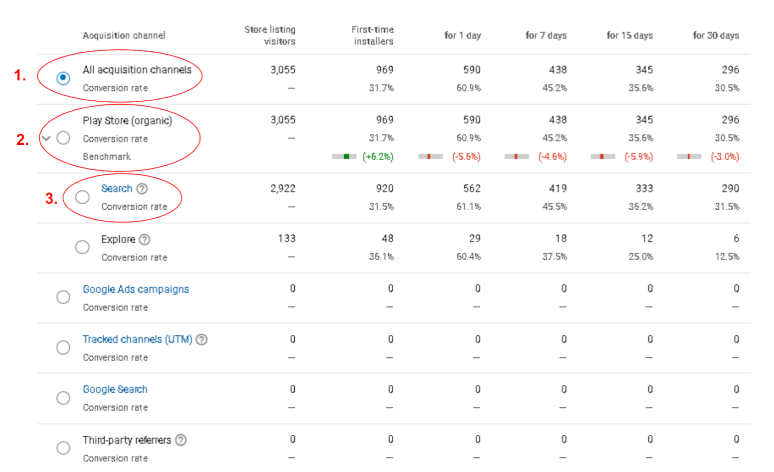 Acquisition channel Store listing visitors First-time installers for 1 day for 7 days for 15 days for 30 days
1. All acquisition channels 3,055 969 590 438 345 296
Conversion rate — 31.7% 60.9% 45.2% 35.6% 30.5%
2. Play Store (organic) 3,055 969 590 438 345 296
Conversion rate — 31.7% 60.9% 45.2% 35.6% 30.5%
Benchmark (+6.2%) (-5.6%) (-4.6%) (-5.9%) (-3.0%)
3. Search ? 2,922 920 562 419 333 290
Conversion rate — 31.5% 61.1% 45.5% 36.2% 31.5%
Explore ? 133 48 29 18 12 6
Conversion rate — 36.1% 60.4% 37.5% 25.0% 12.5%
Google Ads campaigns 0 0 0 0 0 0
Conversion rate — — — — — —
Tracked channels (UTM) ? 0 0 0 0 0 0
Conversion rate — — — — — —
Google Search 0 0 0 0 0 0
Conversion rate — — — — — —
Third-party referrers ? 0 0 0 0 0 0
Conversion rate — — — — — —